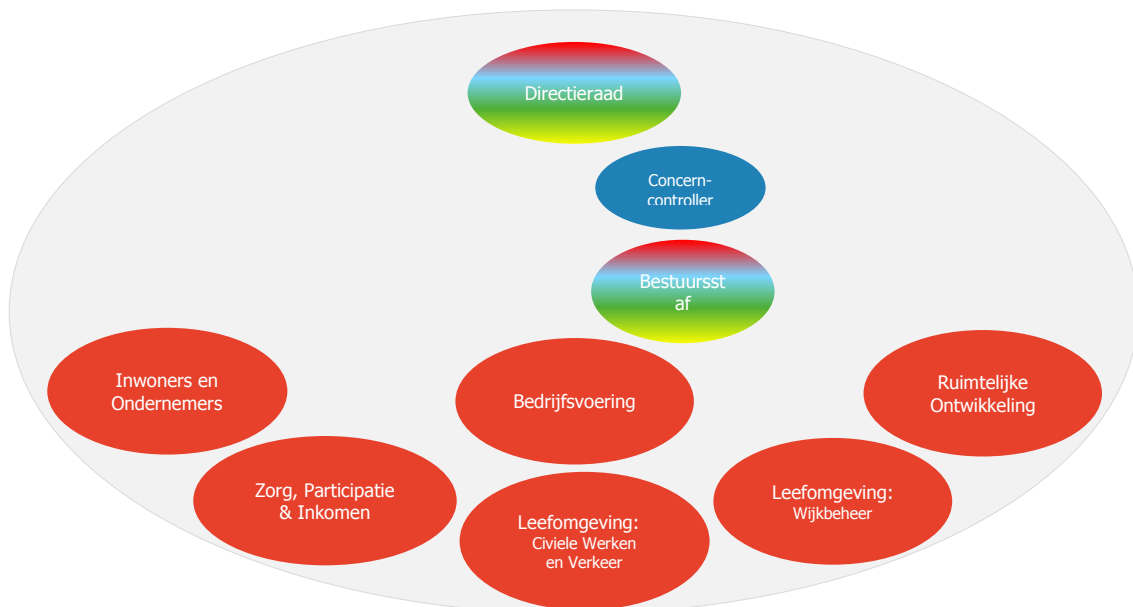 Directieraad
Concern-
controller
Bestuursst
af
Inwoners en
Ondernemers
Bedrijfsvoering
Ruimtelijke
Ontwikkeling
Zorg, Participatie
& Inkomen
Leefomgeving:
Civiele Werken
en Verkeer
Leefomgeving:
Wijkbeheer